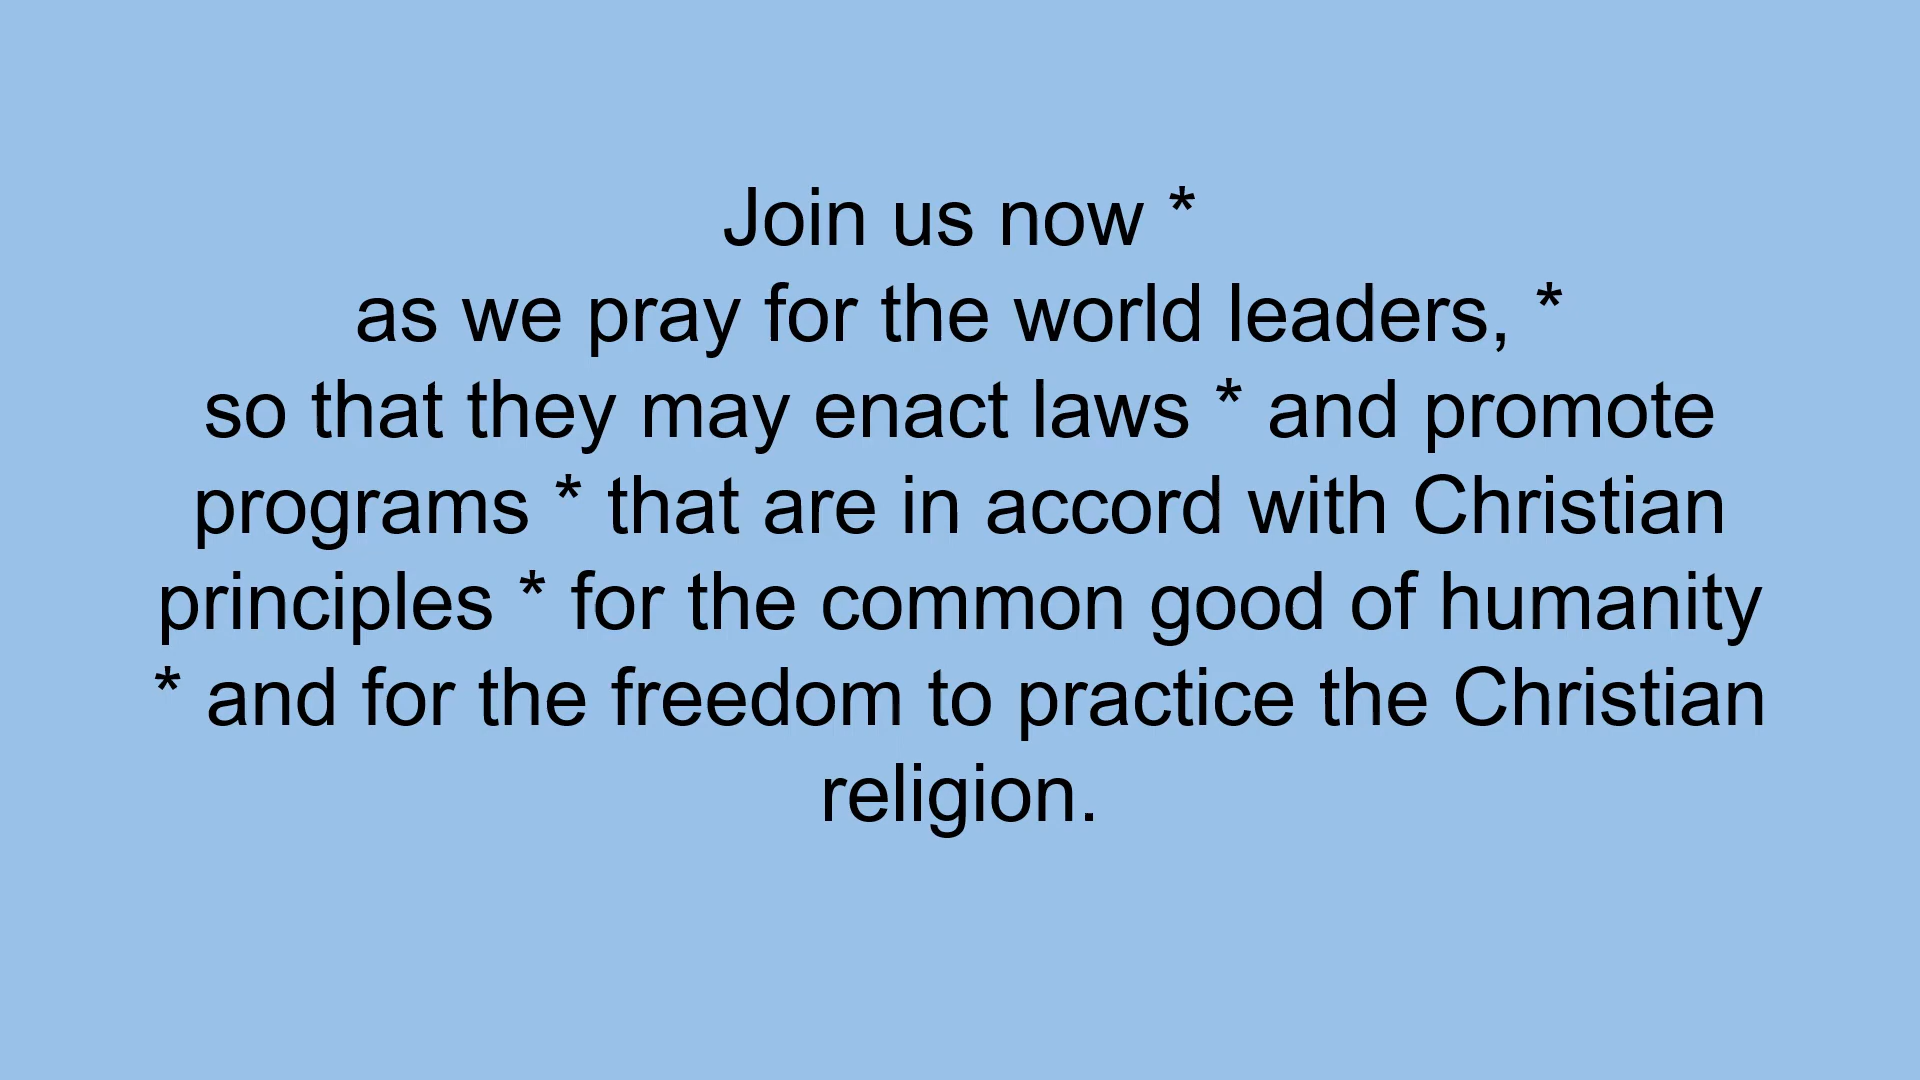 Join us now *
as we pray for the world leaders, *
so that they may enact laws * and promote
programs * that are in accord with Christian
principles * for the common good of humanity
* and for the freedom to practice the Christian
religion.